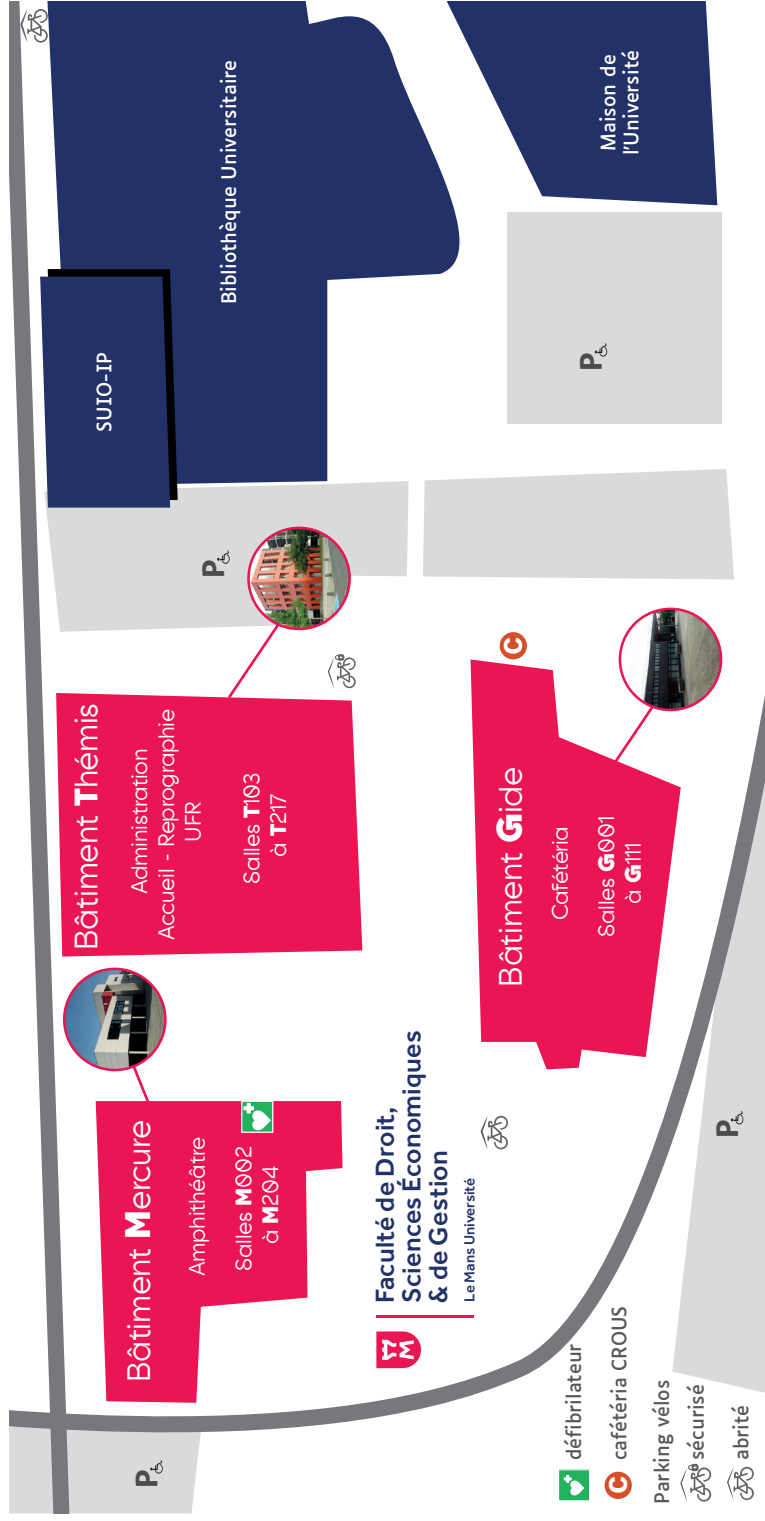 Bâtiment Mercure
Amphithéâtre
Salles M002
à M204
Bâtiment Thémis
Administration
Accueil - Reprographie
UFR
Salles T103
à T217
SUIO-IP
Bibliothèque Universitaire
Maison de
l'Université
Bâtiment Gide
Cafétéria
Salles G001
à G111
C
P
P
P
P
Faculté de Droit,
Sciences Économiques
& de Gestion
Le Mans Université
défibrilateur
C cafétéria CROUS
Parking vélos
sécurisé
abrité